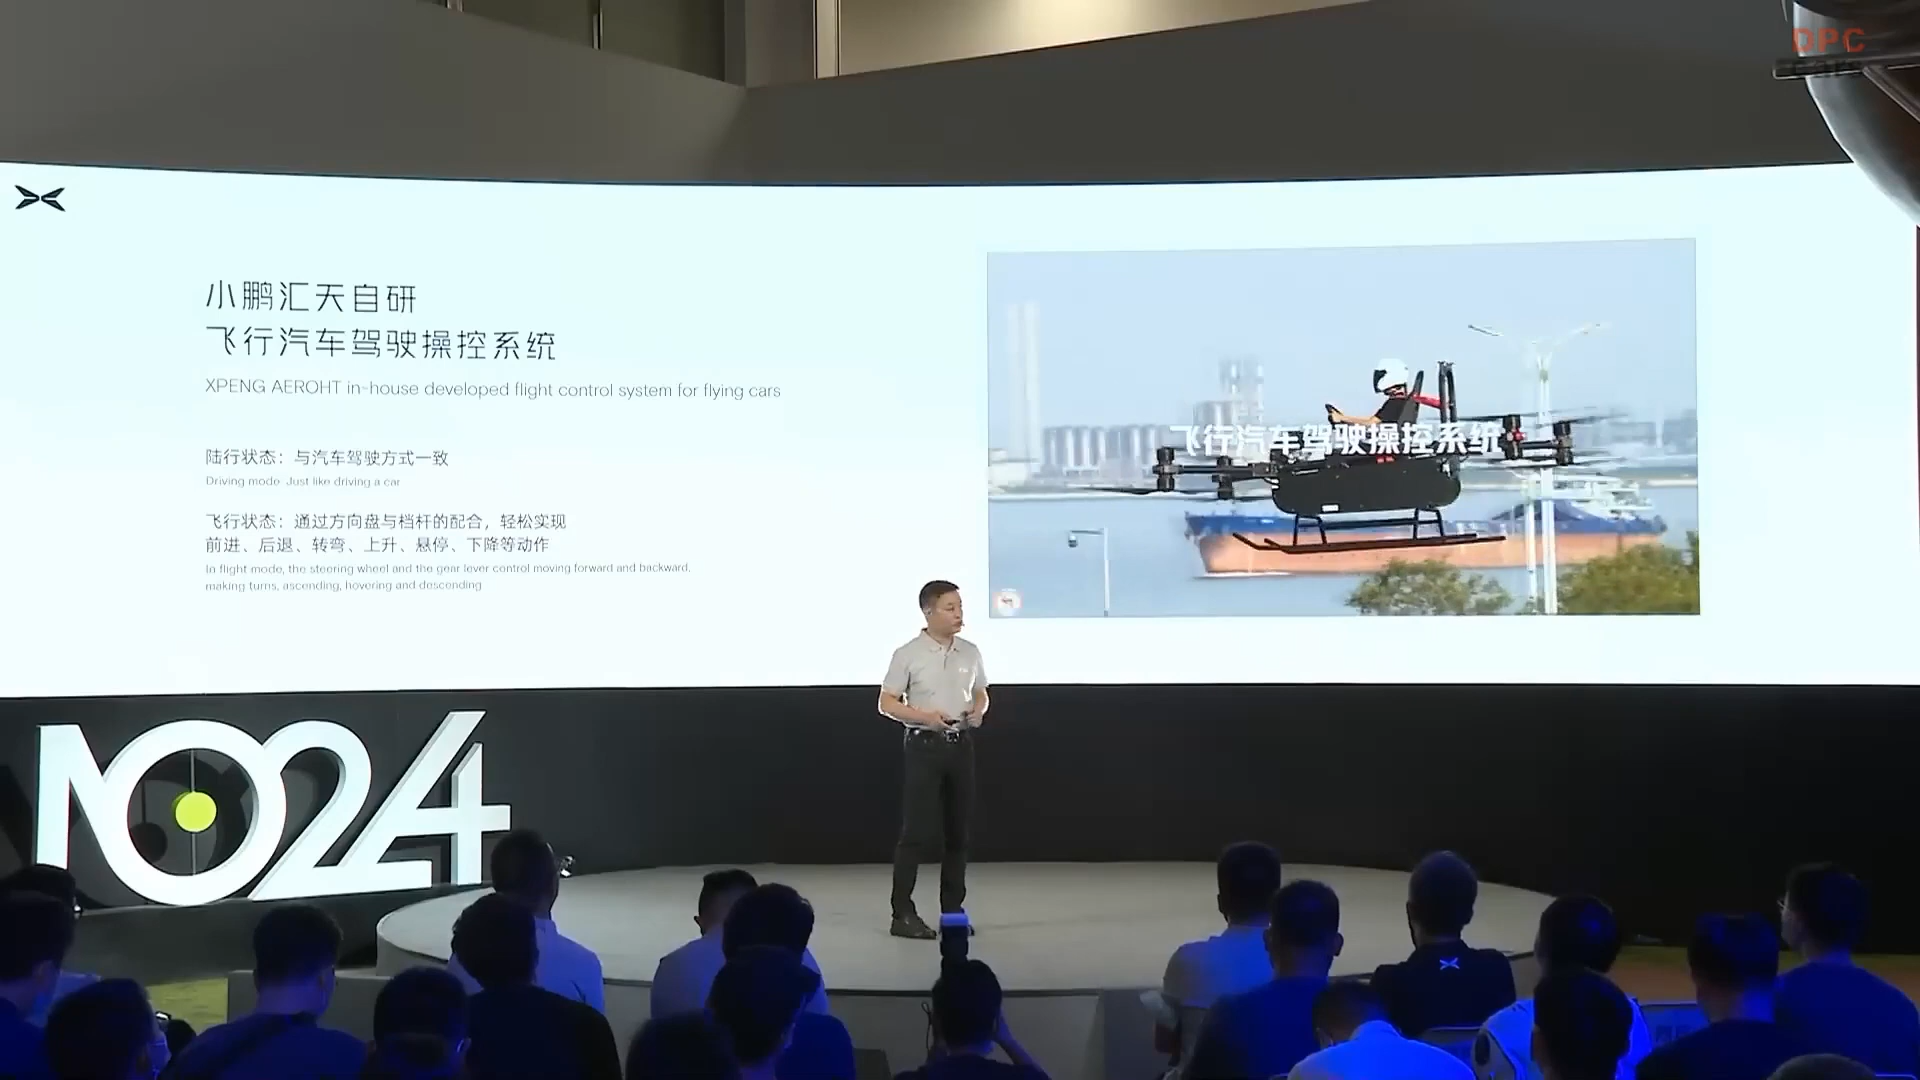 DPC
小鹏汇天自研
飞行汽车驾驶操控系统
XPENG AEROHT in-house developed flight control system for flying cars
陆行状态：与汽车驾驶方式一致
Driving mode: Just like driving a car
飞行状态：通过方向盘与档杆的配合，轻松实现
前进、后退、转弯、上升、悬停、下降等动作
In flight mode, the steering wheel and the gear lever control moving forward and backward,
making turns, ascending, hovering and descending
飞行汽车驾驶操控系统
1024